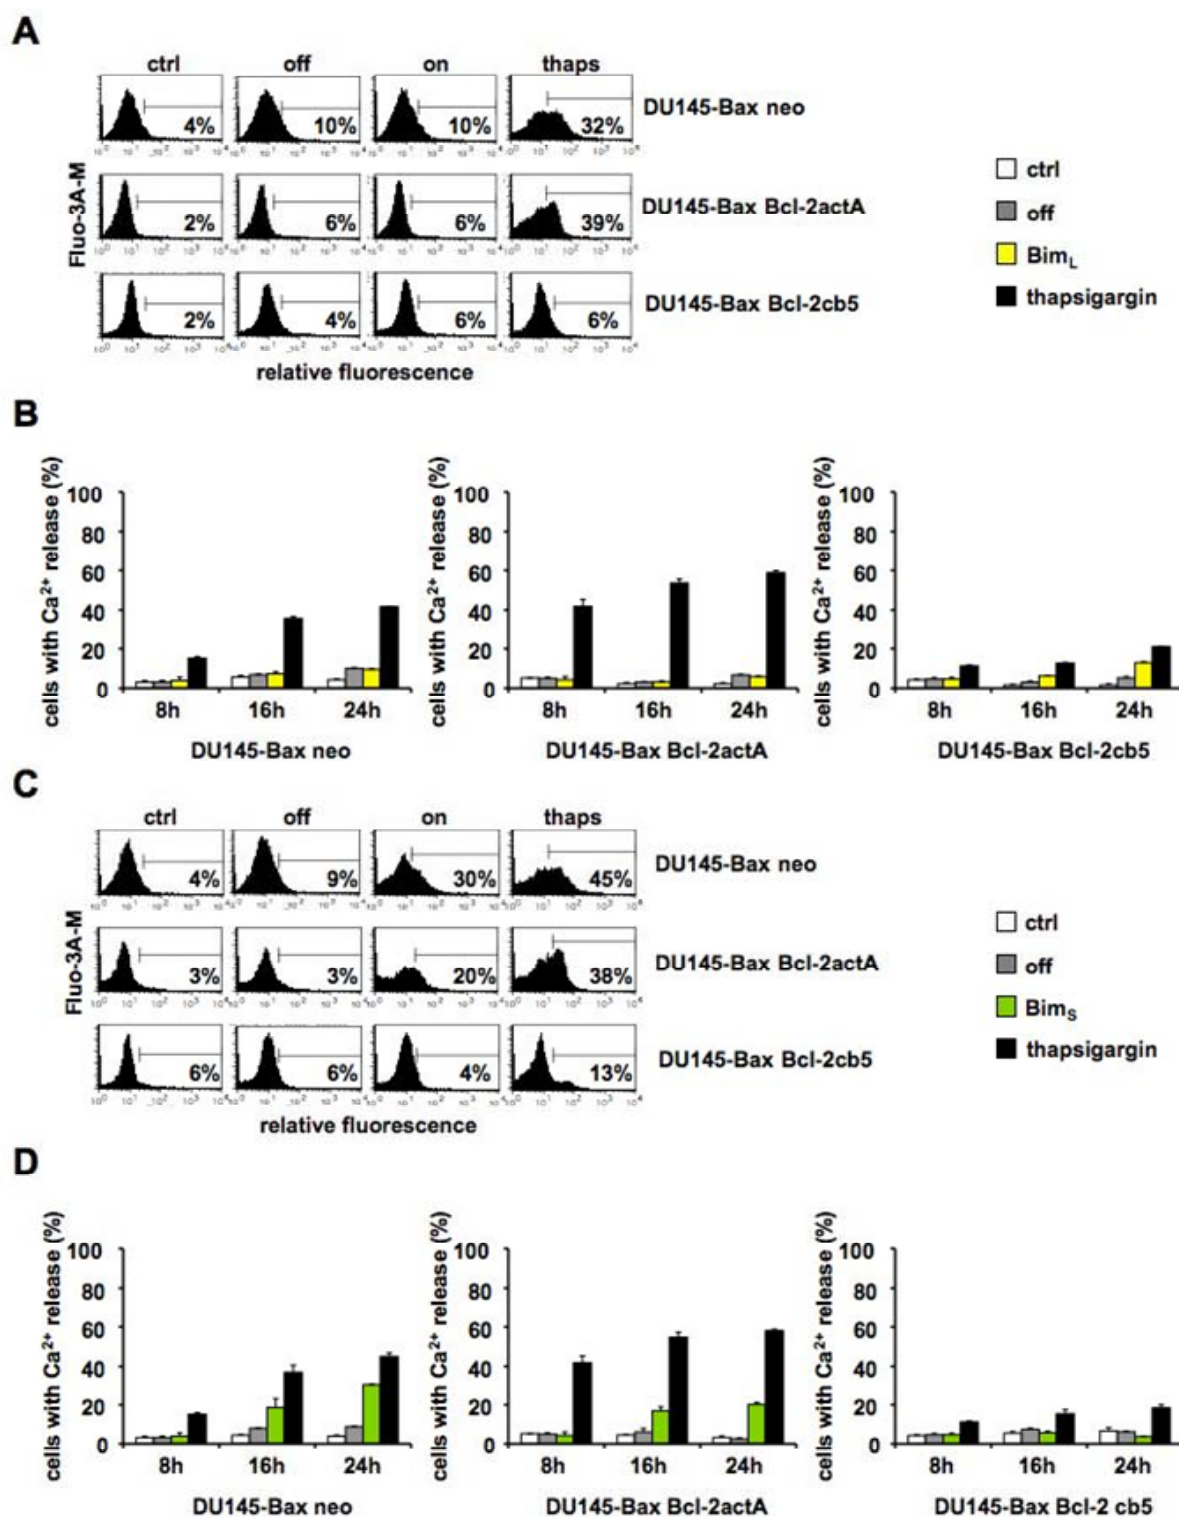 A
ctrl off on thaps
4% 10% 10% 32% DU145-Bax neo
2% 6% 6% 39% DU145-Bax Bcl-2actA
2% 4% 6% 6% DU145-Bax Bcl-2cb5
Fluo-3A-M
relative fluorescence
ctrl
off
BimL
thapsigargin
B
cells with Ca2+ release (%)
100
80
60
40
20
0
8h 16h 24h
DU145-Bax neo
cells with Ca2+ release (%)
100
80
60
40
20
0
8h 16h 24h
DU145-Bax Bcl-2actA
cells with Ca2+ release (%)
100
80
60
40
20
0
8h 16h 24h
DU145-Bax Bcl-2cb5
C
ctrl off on thaps
4% 9% 30% 45% DU145-Bax neo
3% 3% 20% 38% DU145-Bax Bcl-2actA
6% 6% 4% 13% DU145-Bax Bcl-2cb5
Fluo-3A-M
relative fluorescence
ctrl
off
BimS
thapsigargin
D
cells with Ca2+ release (%)
100
80
60
40
20
0
8h 16h 24h
DU145-Bax neo
cells with Ca2+ release (%)
100
80
60
40
20
0
8h 16h 24h
DU145-Bax Bcl-2actA
cells with Ca2+ release (%)
100
80
60
40
20
0
8h 16h 24h
DU145-Bax Bcl-2 cb5